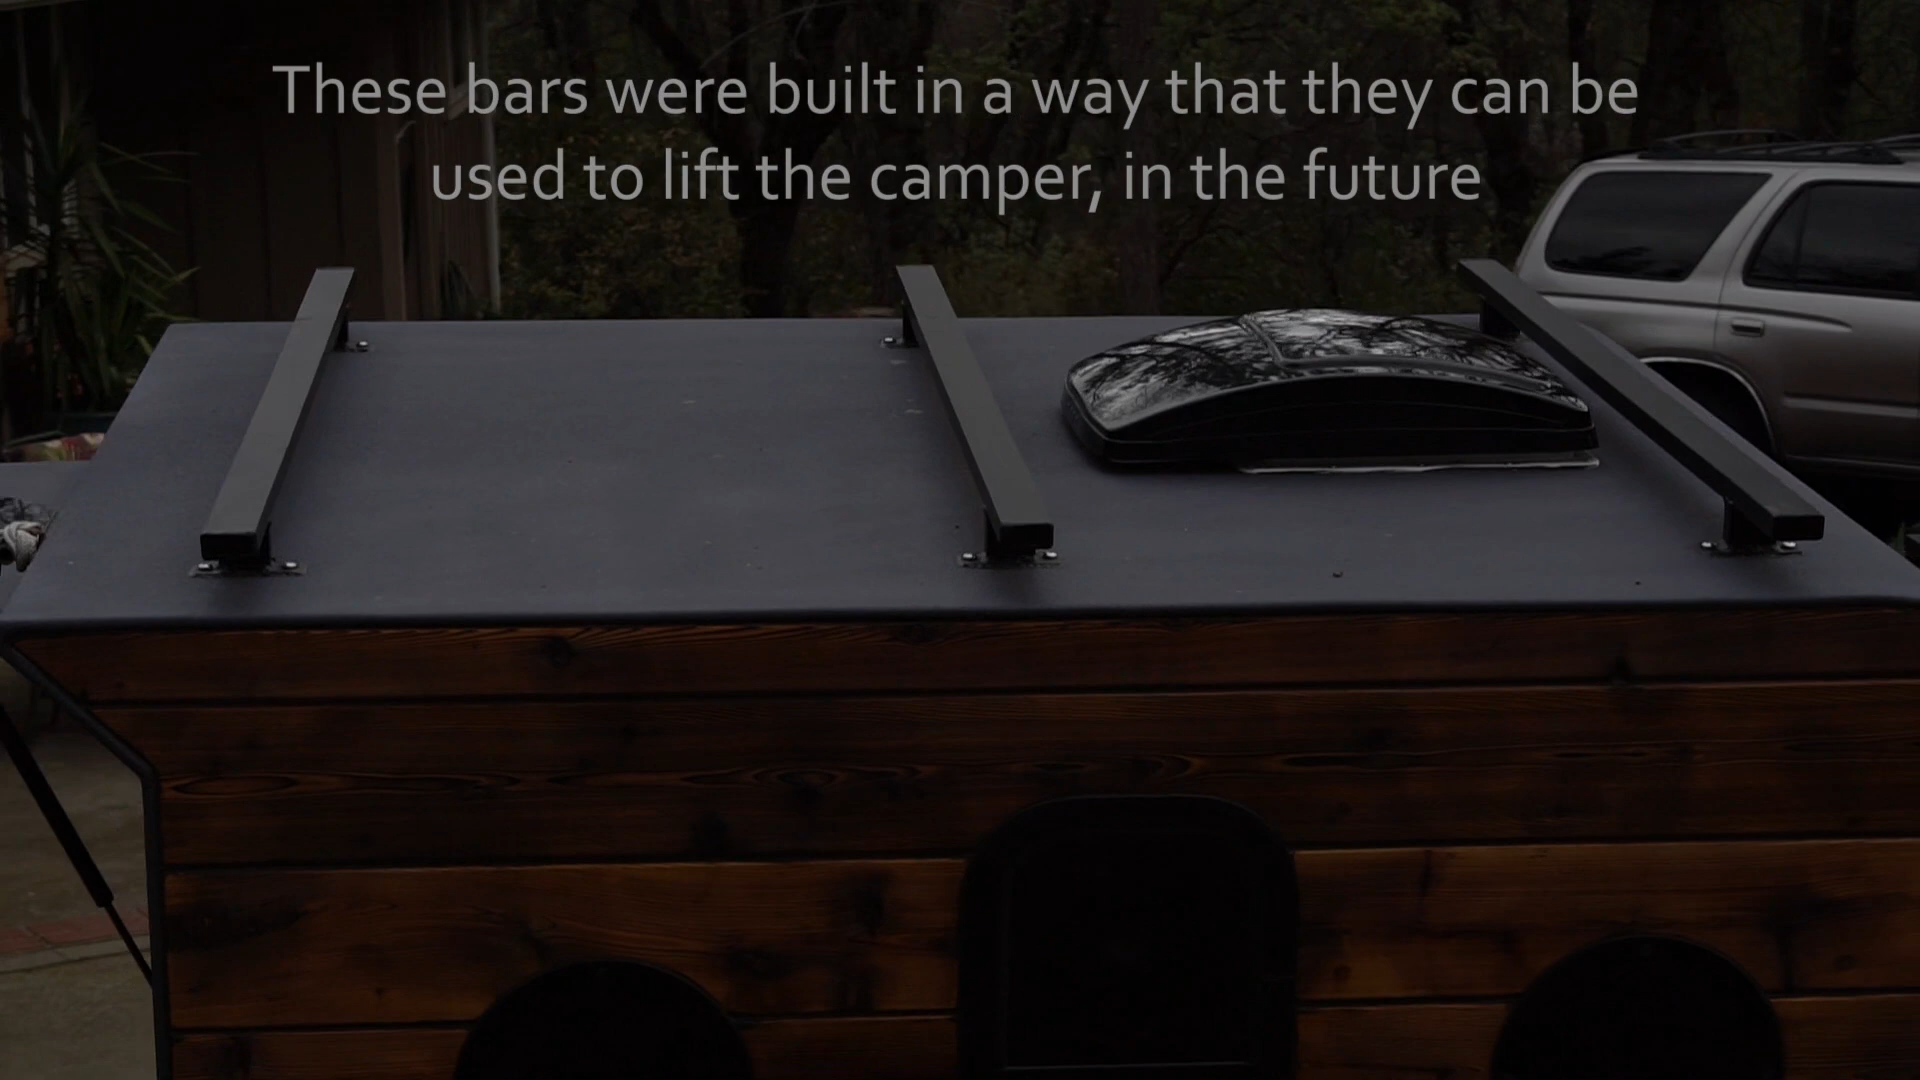 These bars were built in a way that they can be
used to lift the camper, in the future